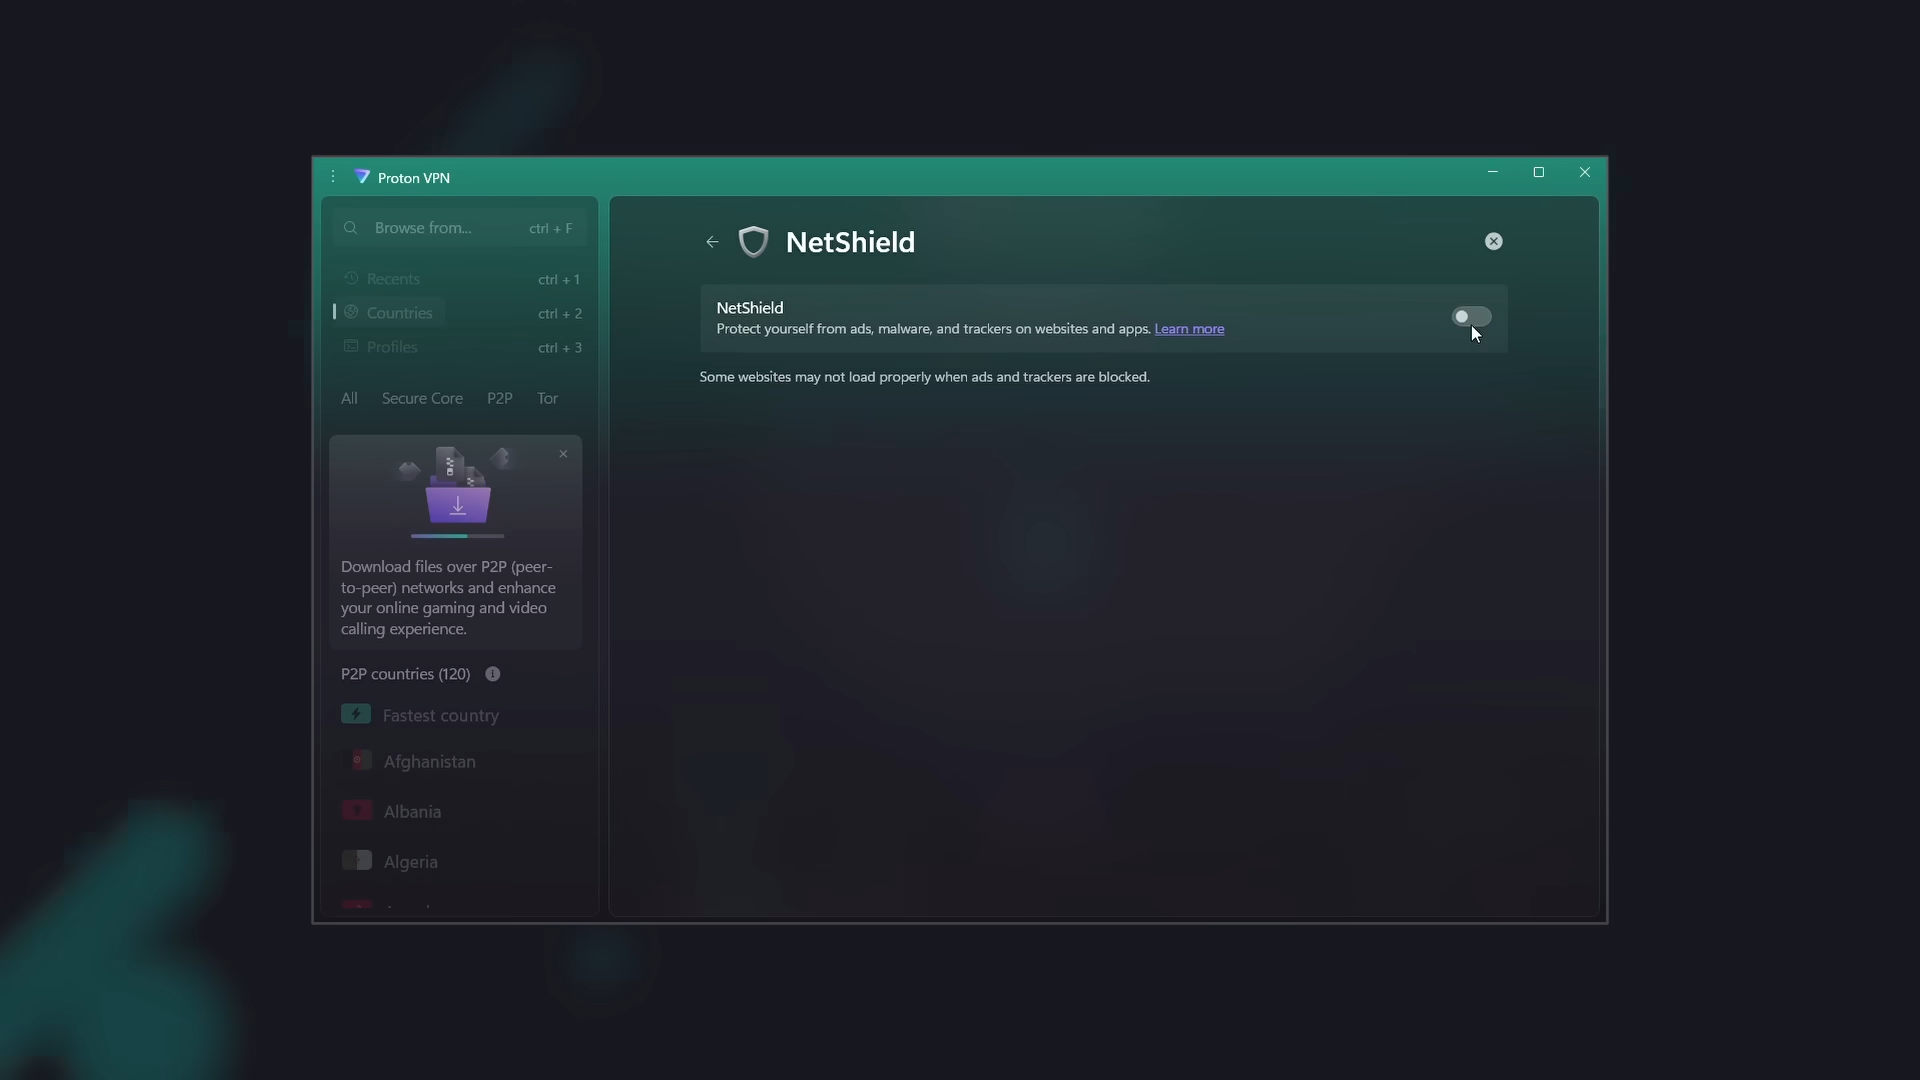 Proton VPN
Browse from... ctrl + F
Recents ctrl + 1
Countries ctrl + 2
Profiles ctrl + 3
All Secure Core P2P Tor
Download files over P2P (peer-
to-peer) networks and enhance
your online gaming and video
calling experience.
P2P countries (120)
Fastest country
Afghanistan
Albania
Algeria
NetShield
NetShield
Protect yourself from ads, malware, and trackers on websites and apps. Learn more
Some websites may not load properly when ads and trackers are blocked.